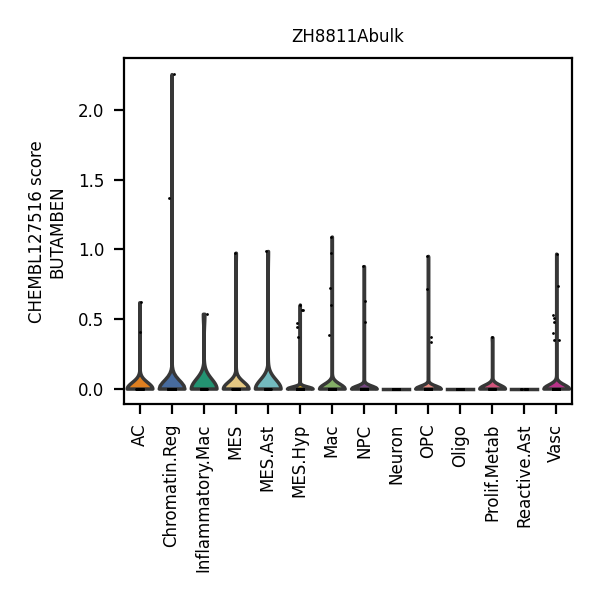 ZH8811Abulk
CHEMBL127516 score
BUTAMBEN
2.0
1.5
1.0
0.5
0.0
AC
Chromatin.Reg
Inflammatory.Mac
MES
MES.Ast
MES.Hyp
Mac
NPC
Neuron
OPC
Oligo
Prolif.Metab
Reactive.Ast
Vasc